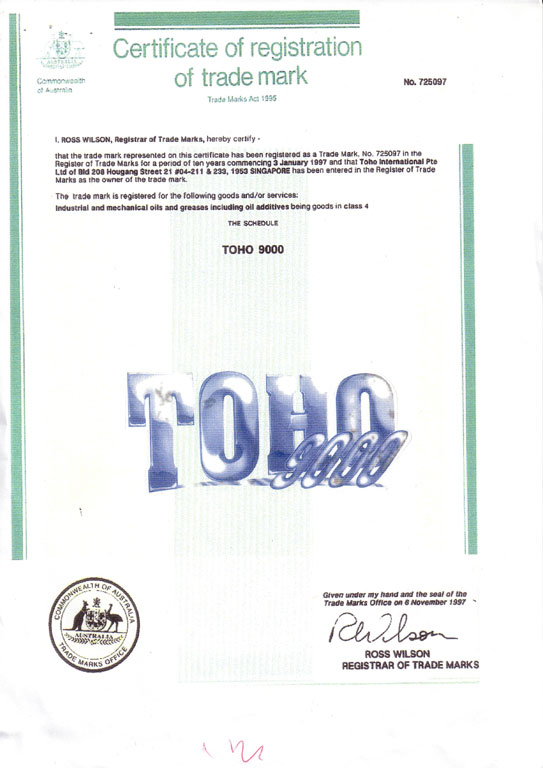 AUSTRALIA
Commonwealth
of Australia
Certificate of registration
of trade mark
Trade Marks Act 1995
No. 725097
I, ROSS WILSON, Registrar of Trade Marks, hereby certify -
that the trade mark represented on this certificate has been registered as a Trade Mark, No. 725097 in the
Register of Trade Marks for a period of ten years commencing 3 January 1997 and that Toho International Pte
Ltd of Bld 208 Hougang Street 21 #04-211 & 233, 1953 SINGAPORE has been entered in the Register of Trade
Marks as the owner of the trade mark.
The trade mark is registered for the following goods and/or services:
Industrial and mechanical oils and greases including oil additives being goods in class 4
THE SCHEDULE
TOHO 9000
TOHO
9000
COMMONWEALTH OF AUSTRALIA
AUSTRALIA
TRADE MARKS OFFICE
Given under my hand and the seal of the
Trade Marks Office on 6 November 1997
ROSS WILSON
REGISTRAR OF TRADE MARKS